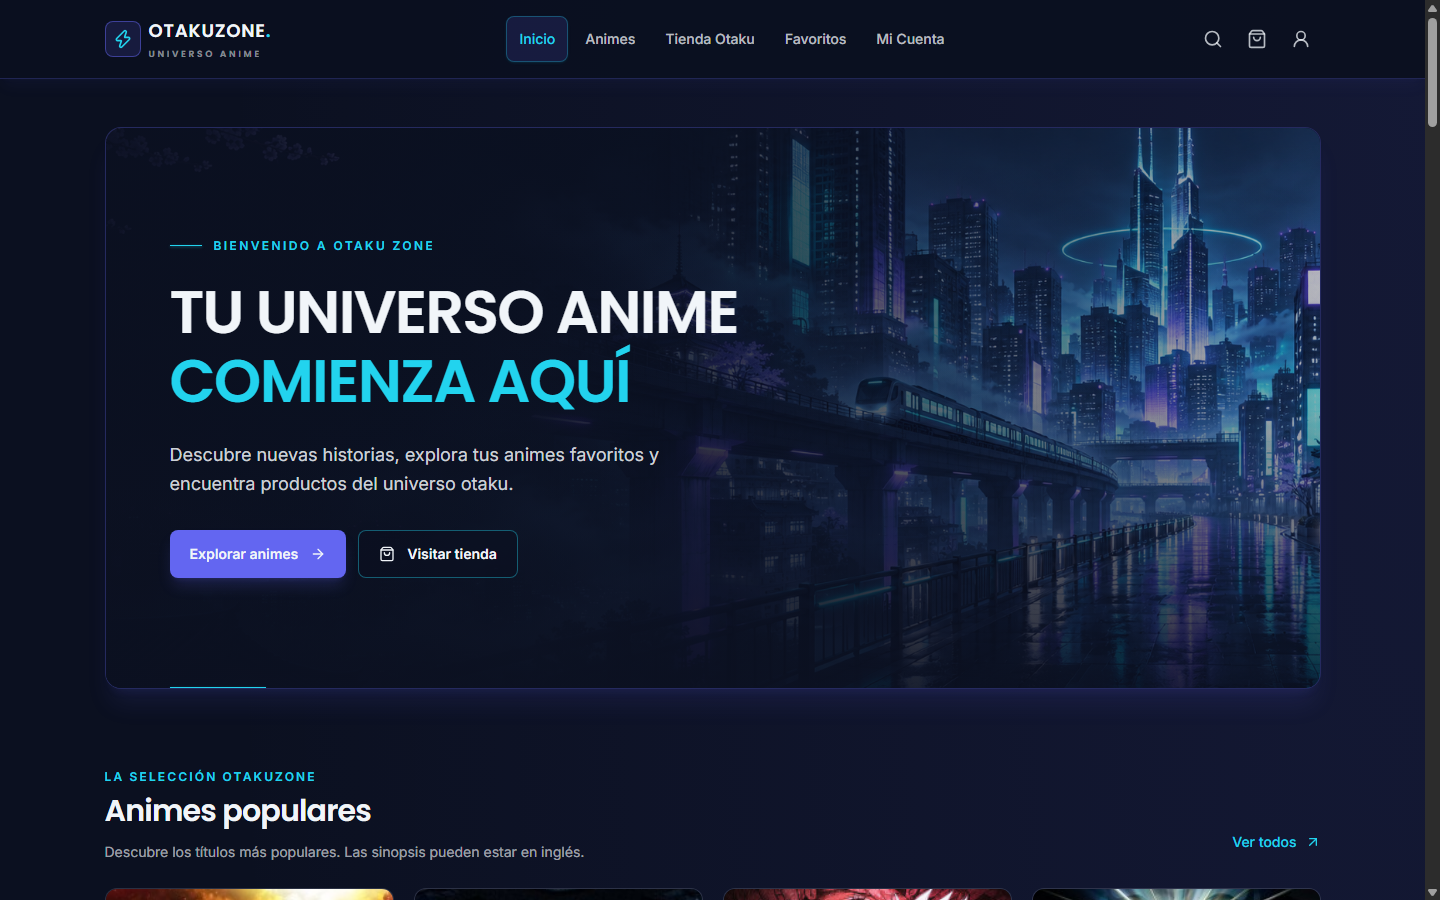 OTAKUZONE.
UNIVERSO ANIME
Inicio
Animes
Tienda Otaku
Favoritos
Mi Cuenta
BIENVENIDO A OTAKU ZONE
TU UNIVERSO ANIME
COMIENZA AQUÍ
Descubre nuevas historias, explora tus animes favoritos y
encuentra productos del universo otaku.
Explorar animes
Visitar tienda
LA SELECCIÓN OTAKUZONE
Animes populares
Descubre los títulos más populares. Las sinopsis pueden estar en inglés.
Ver todos